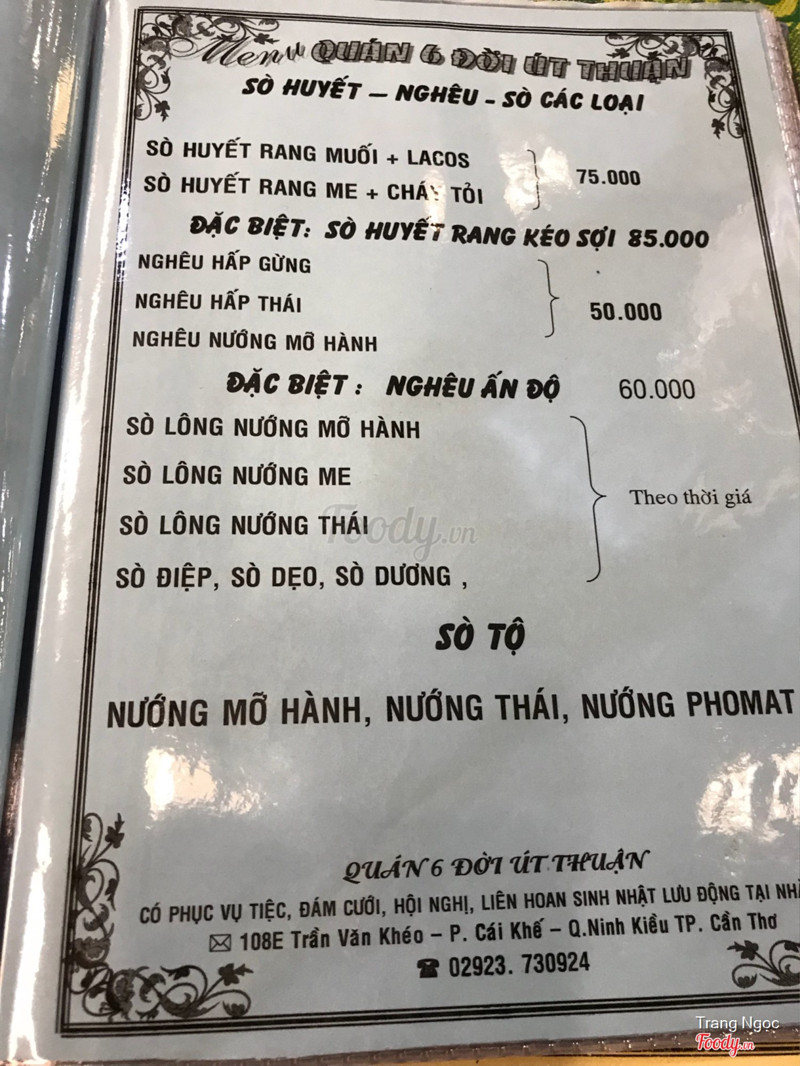 Menu QUÁN 6 ĐỜI ÚT THUẬN
SÒ HUYẾT – NGHÊU - SÒ CÁC LOẠI
SÒ HUYẾT RANG MUỐI + LACOS
75.000
SÒ HUYẾT RANG ME + CHÁY TỎI
ĐẶC BIỆT: SÒ HUYẾT RANG KÉO SỢI 85.000
NGHÊU HẤP GỪNG
NGHÊU HẤP THÁI
50.000
NGHÊU NƯỚNG MỠ HÀNH
ĐẶC BIỆT : NGHÊU ẤN ĐỘ 60.000
SÒ LÔNG NƯỚNG MỠ HÀNH
SÒ LÔNG NƯỚNG ME
Theo thời giá
SÒ LÔNG NƯỚNG THÁI
Foody.vn
SÒ ĐIỆP, SÒ DẸO, SÒ DƯƠNG ,
SÒ TỘ
NƯỚNG MỠ HÀNH, NƯỚNG THÁI, NƯỚNG PHOMAT
QUÁN 6 ĐỜI ÚT THUẬN
CÓ PHỤC VỤ TIỆC, ĐÁM CƯỚI, HỘI NGHỊ, LIÊN HOAN SINH NHẬT LƯU ĐỘNG TẠI NHÀ
108E Trần Văn Khéo – P. Cái Khế – Q.Ninh Kiều TP. Cần Thơ
02923. 730924
Trang Ngọc
Foody.vn